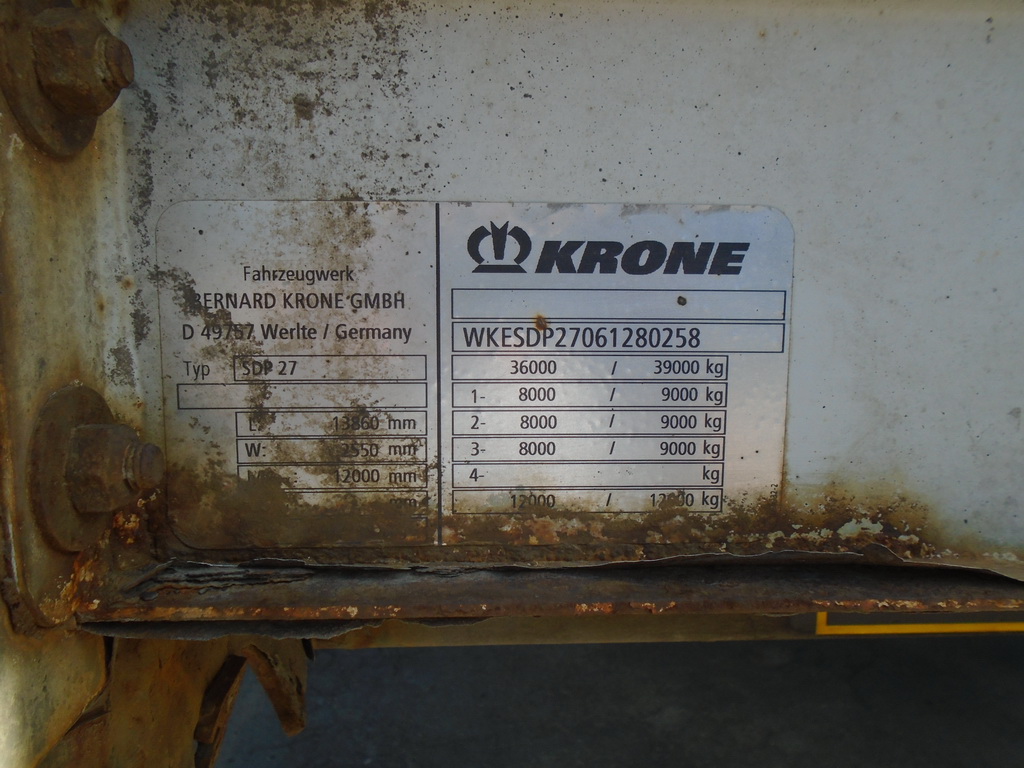 Fahrzeugwerk
BERNARD KRONE GMBH
D 49757 Werlte / Germany
Typ SDP 27
L: 13860 mm
W: 2550 mm
12000 mm
mm
KRONE
WKESDP27061280258
36000 / 39000 kg
1- 8000 / 9000 kg
2- 8000 / 9000 kg
3- 8000 / 9000 kg
4- kg
12000 / 12000 kg